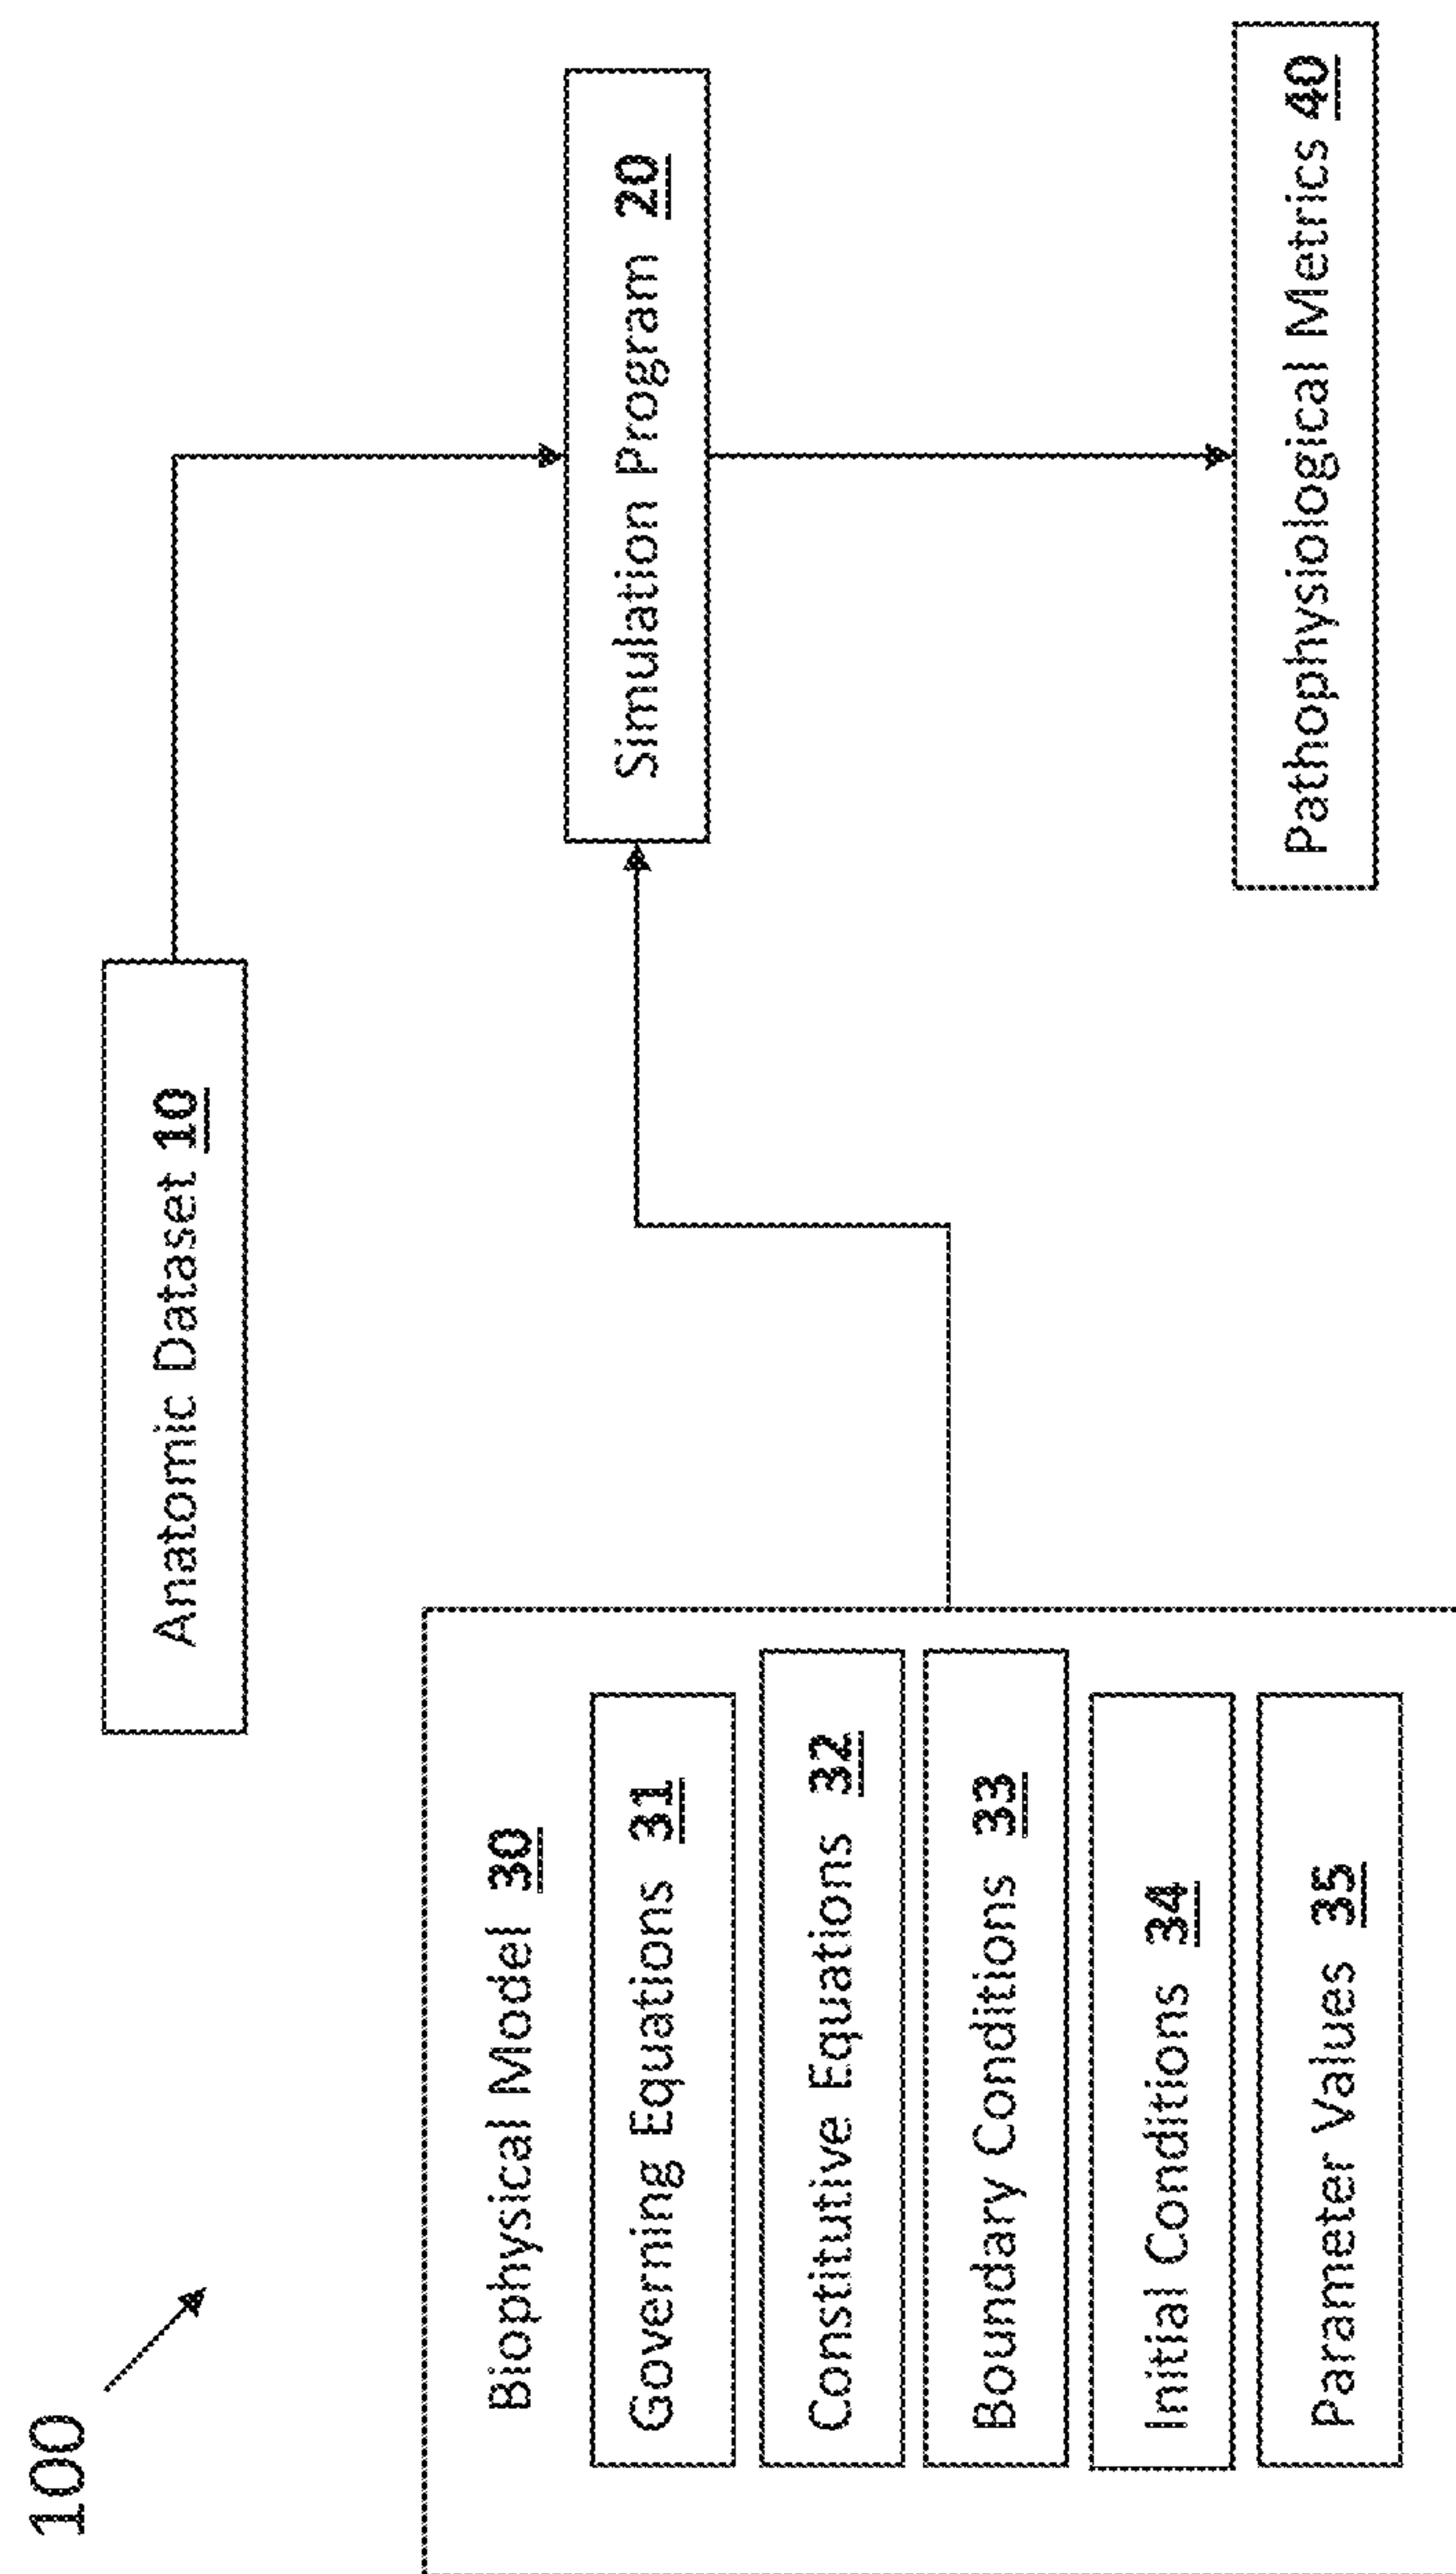 100
Anatomic Dataset 10
Biophysical Model 30
Governing Equations 31
Constitutive Equations 32
Boundary Conditions 33
Initial Conditions 34
Parameter Values 35
Simulation Program 20
Pathophysiological Metrics 40